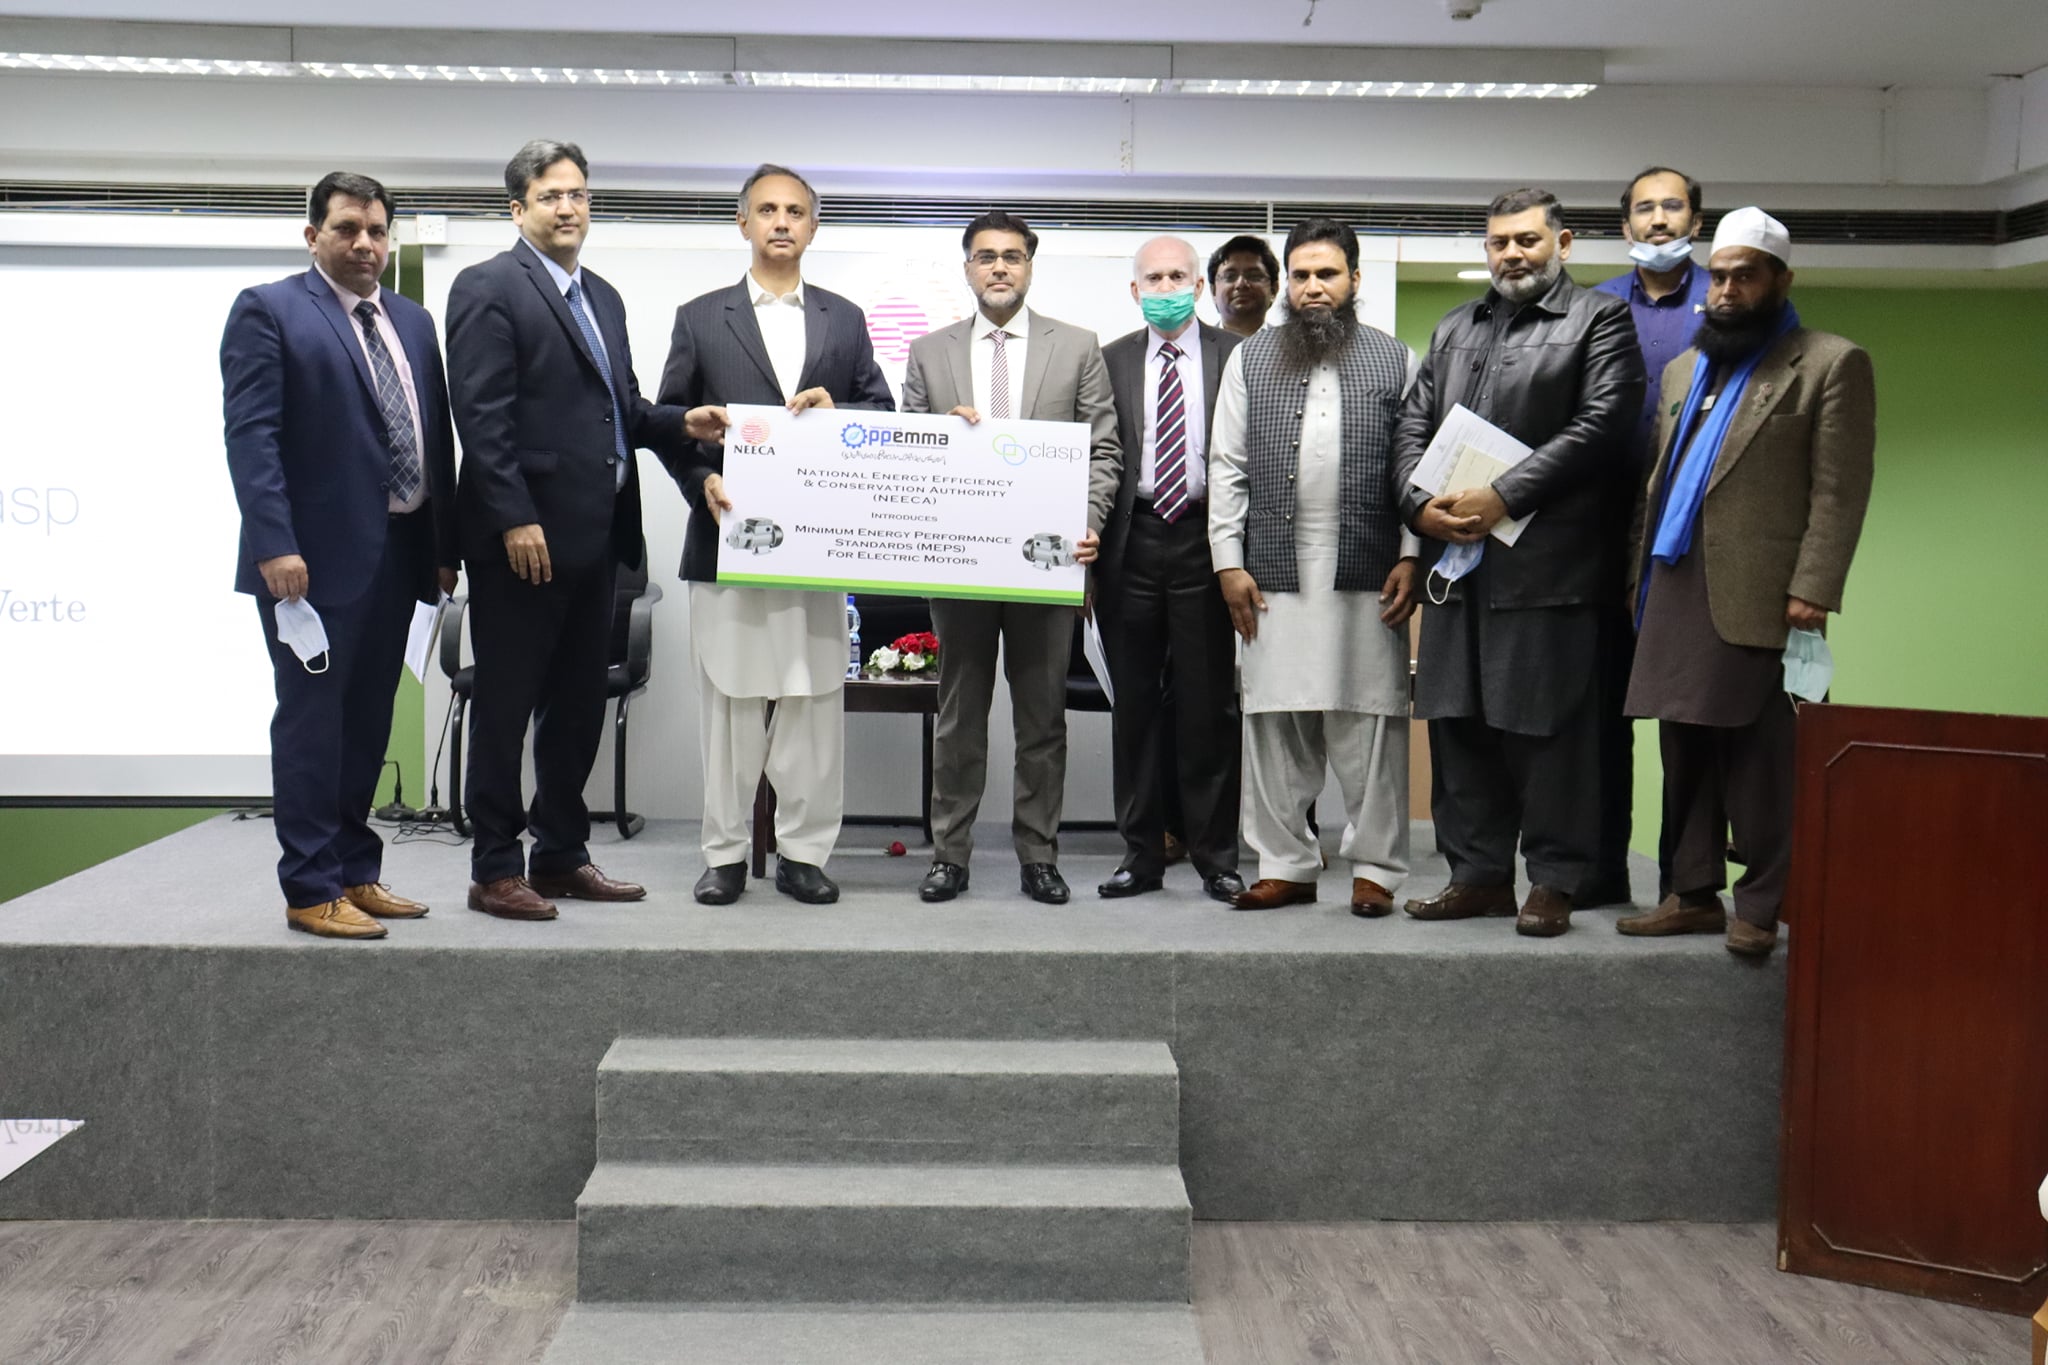 NEECA
ppemma
clasp
NATIONAL ENERGY EFFICIENCY
& CONSERVATION AUTHORITY
(NEECA)
INTRODUCES
MINIMUM ENERGY PERFORMANCE
STANDARDS (MEPS)
FOR ELECTRIC MOTORS
asp
Verte